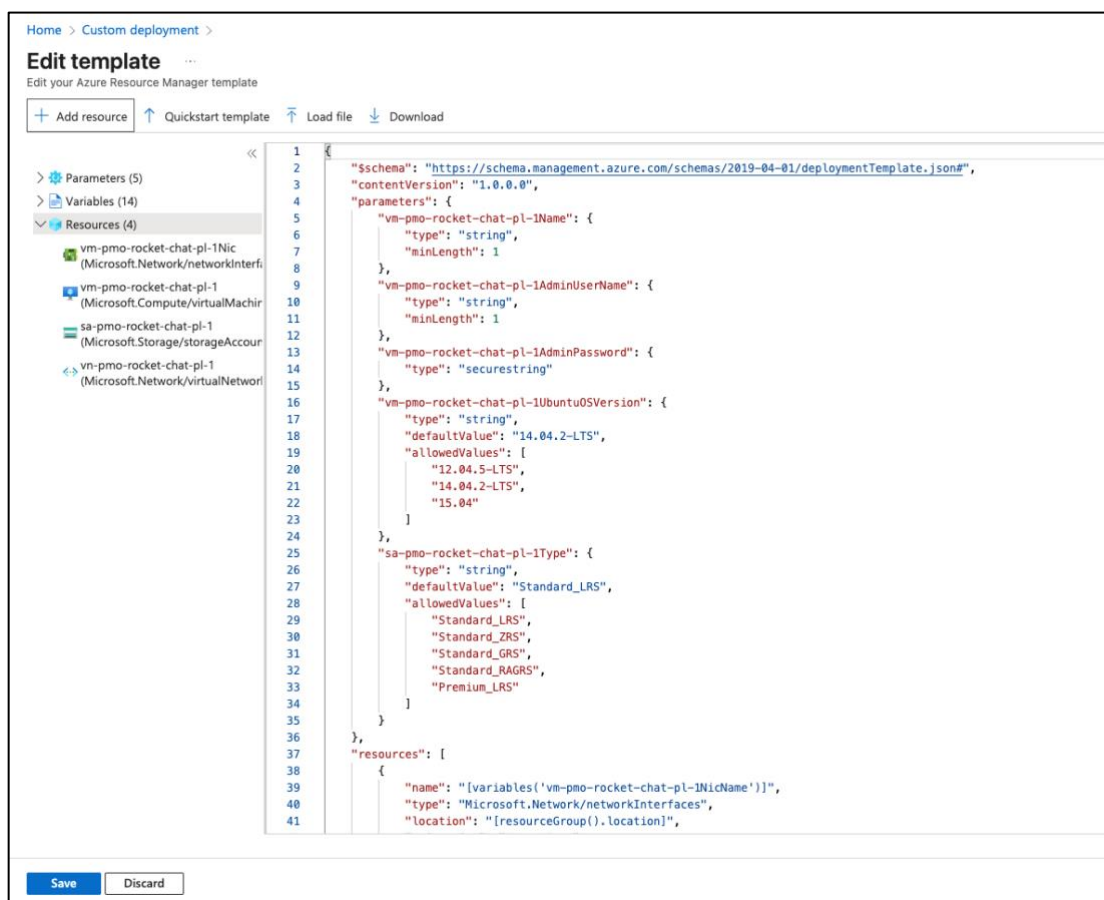 Home > Custom deployment >
Edit template ...
Edit your Azure Resource Manager template
+ Add resource ↑ Quickstart template Load file Download
«
> Parameters (5)
> Variables (14)
Resources (4)
vm-pmo-rocket-chat-pl-1Nic
(Microsoft.Network/networkInterfa
vm-pmo-rocket-chat-pl-1
(Microsoft.Compute/virtualMachin
sa-pmo-rocket-chat-pl-1
(Microsoft.Storage/storageAccoun
vn-pmo-rocket-chat-pl-1
(Microsoft.Network/virtualNetworl
1 {
2 "$schema": "https://schema.management.azure.com/schemas/2019-04-01/deploymentTemplate.json#",
3 "contentVersion": "1.0.0.0",
4 "parameters": {
5 "vm-pmo-rocket-chat-pl-1Name": {
6 "type": "string",
7 "minLength": 1
8 },
9 "vm-pmo-rocket-chat-pl-1AdminUserName": {
10 "type": "string",
11 "minLength": 1
12 },
13 "vm-pmo-rocket-chat-pl-1AdminPassword": {
14 "type": "securestring"
15 },
16 "vm-pmo-rocket-chat-pl-1UbuntuOSVersion": {
17 "type": "string",
18 "defaultValue": "14.04.2-LTS",
19 "allowedValues": [
20 "12.04.5-LTS",
21 "14.04.2-LTS",
22 "15.04"
23 ]
24 },
25 "sa-pmo-rocket-chat-pl-1Type": {
26 "type": "string",
27 "defaultValue": "Standard_LRS",
28 "allowedValues": [
29 "Standard_LRS",
30 "Standard_ZRS",
31 "Standard_GRS",
32 "Standard_RAGRS",
33 "Premium_LRS"
34 ]
35 }
36 },
37 "resources": [
38 {
39 "name": "[variables('vm-pmo-rocket-chat-pl-1NicName')]",
40 "type": "Microsoft.Network/networkInterfaces",
41 "location": "[resourceGroup().location]",
Save Discard